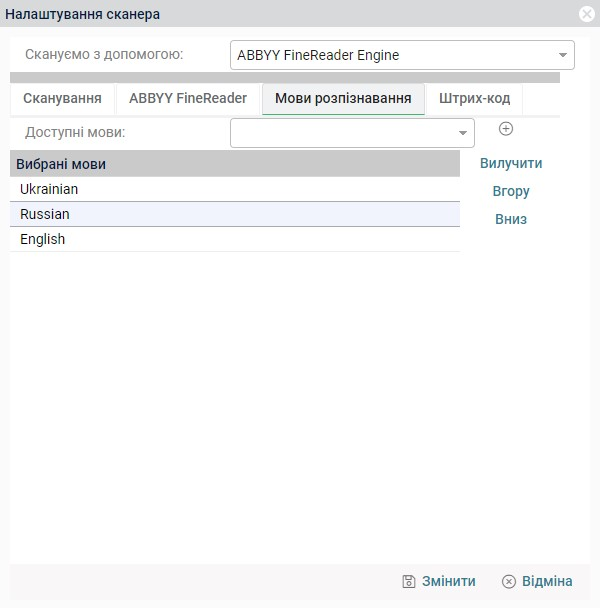 Налаштування сканера
Скануємо з допомогою: ABBYY FineReader Engine
Сканування ABBYY FineReader Мови розпізнавання Штрих-код
Доступні мови:
Вибрані мови Вилучити
Ukrainian Вгору
Russian Вниз
English
Змінити Відміна